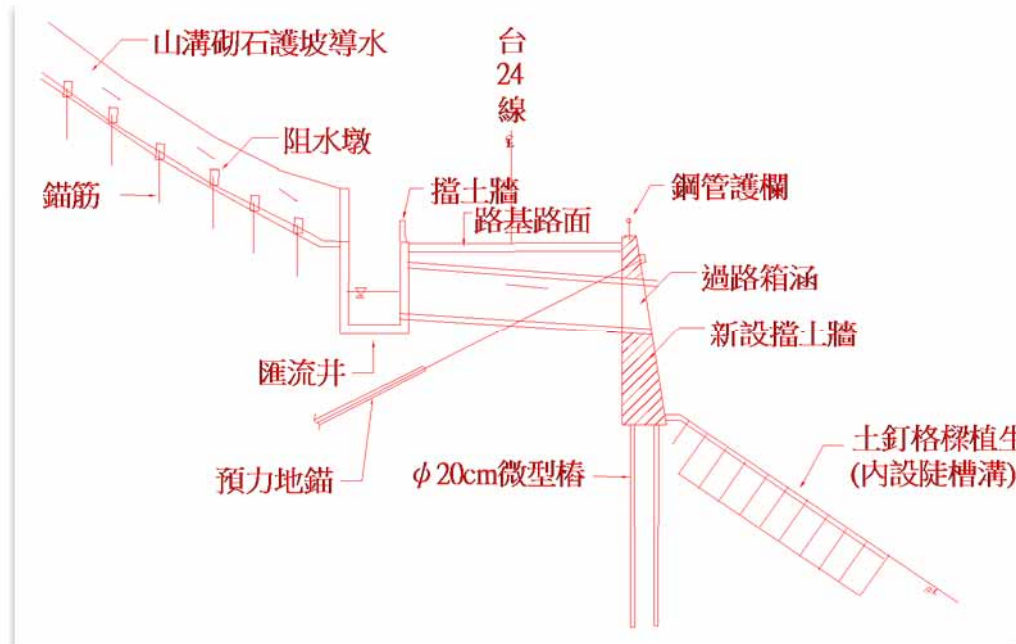 山溝砌石護坡導水
台
24
線
阻水墩
錨筋
擋土牆
鋼管護欄
路基路面
過路箱涵
新設擋土牆
匯流井
預力地錨
φ20cm微型樁
土釘格樑植生
(內設陡槽溝)